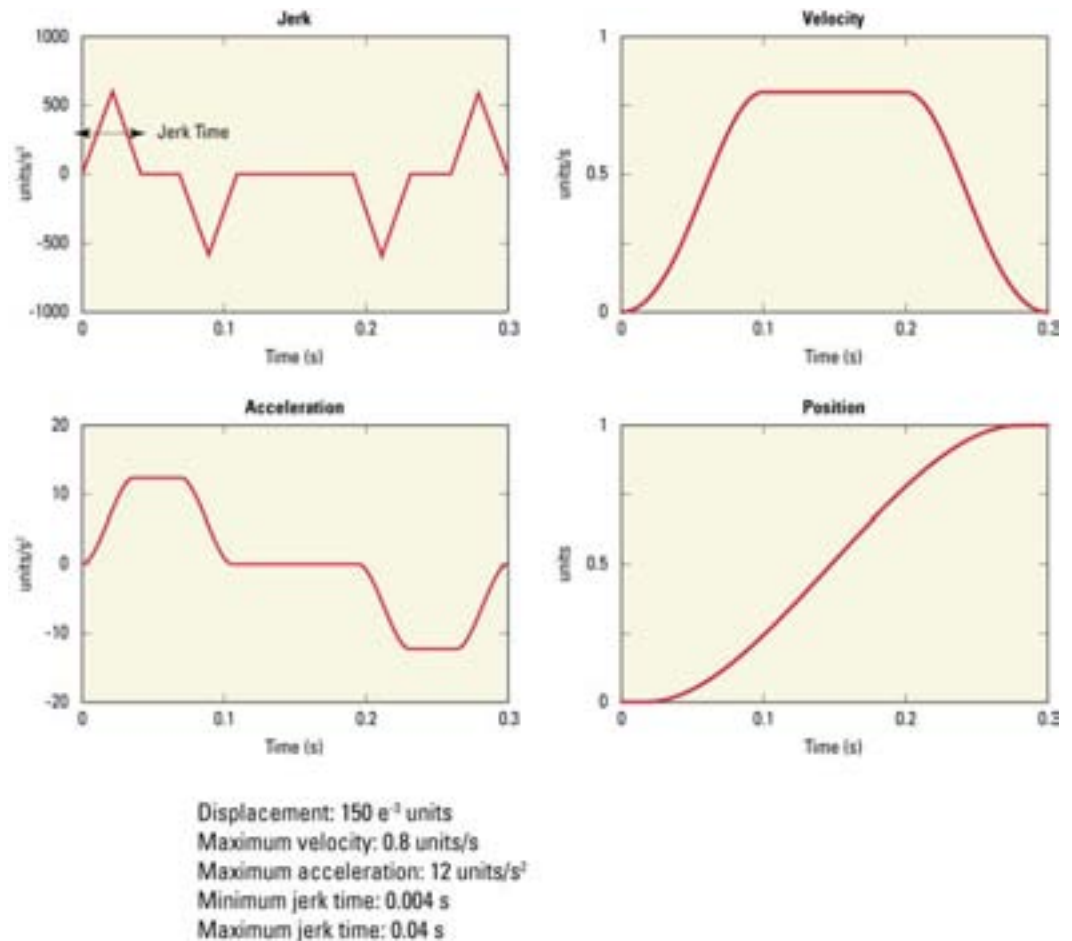 Jerk
1000
500
0
-500
-1000
units/s³
Jerk Time
0
0.1
0.2
0.3
Time (s)
Velocity
1
0.5
0
units/s
0
0.1
0.2
0.3
Time (s)
Acceleration
20
10
0
-10
-20
units/s²
0
0.1
0.2
0.3
Time (s)
Position
1
0.5
0
units
0
0.1
0.2
0.3
Time (s)
Displacement: 150 e⁻³ units
Maximum velocity: 0.8 units/s
Maximum acceleration: 12 units/s²
Minimum jerk time: 0.004 s
Maximum jerk time: 0.04 s